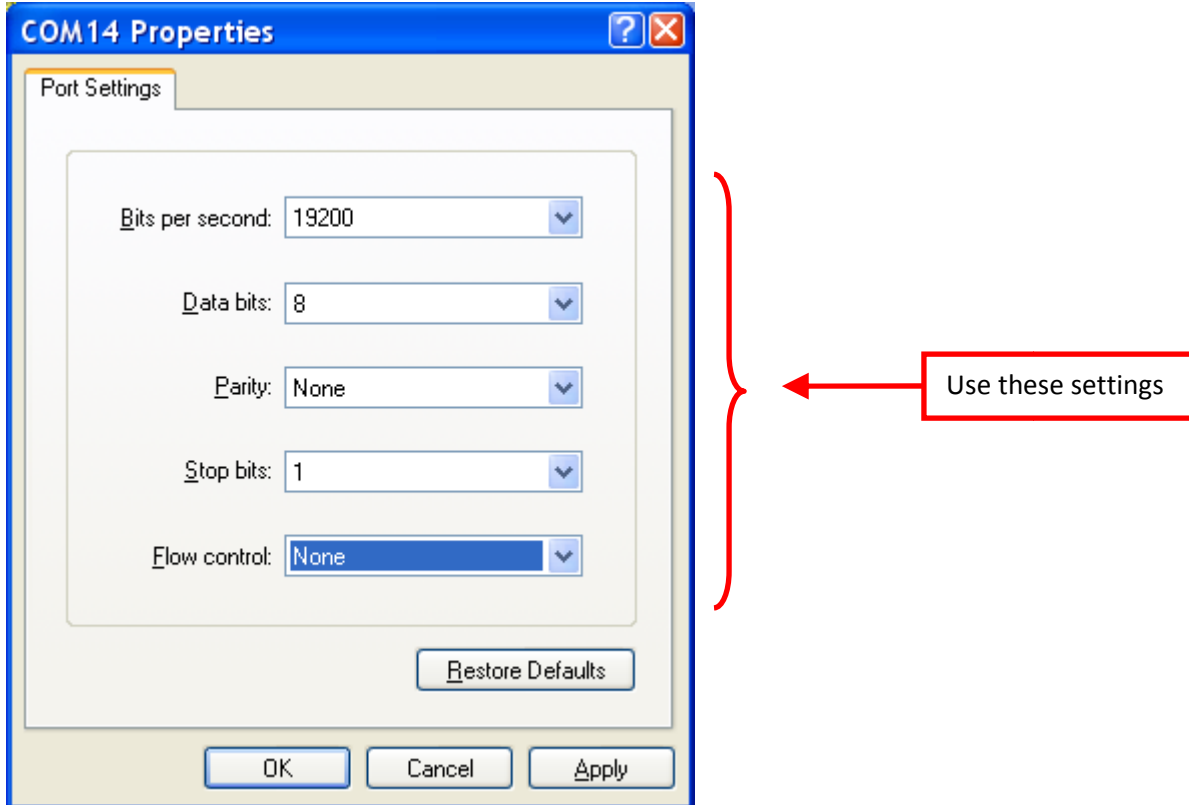 COM14 Properties
Port Settings
Bits per second: 19200
Data bits: 8
Parity: None
Stop bits: 1
Flow control: None
Use these settings
Restore Defaults
OK Cancel Apply